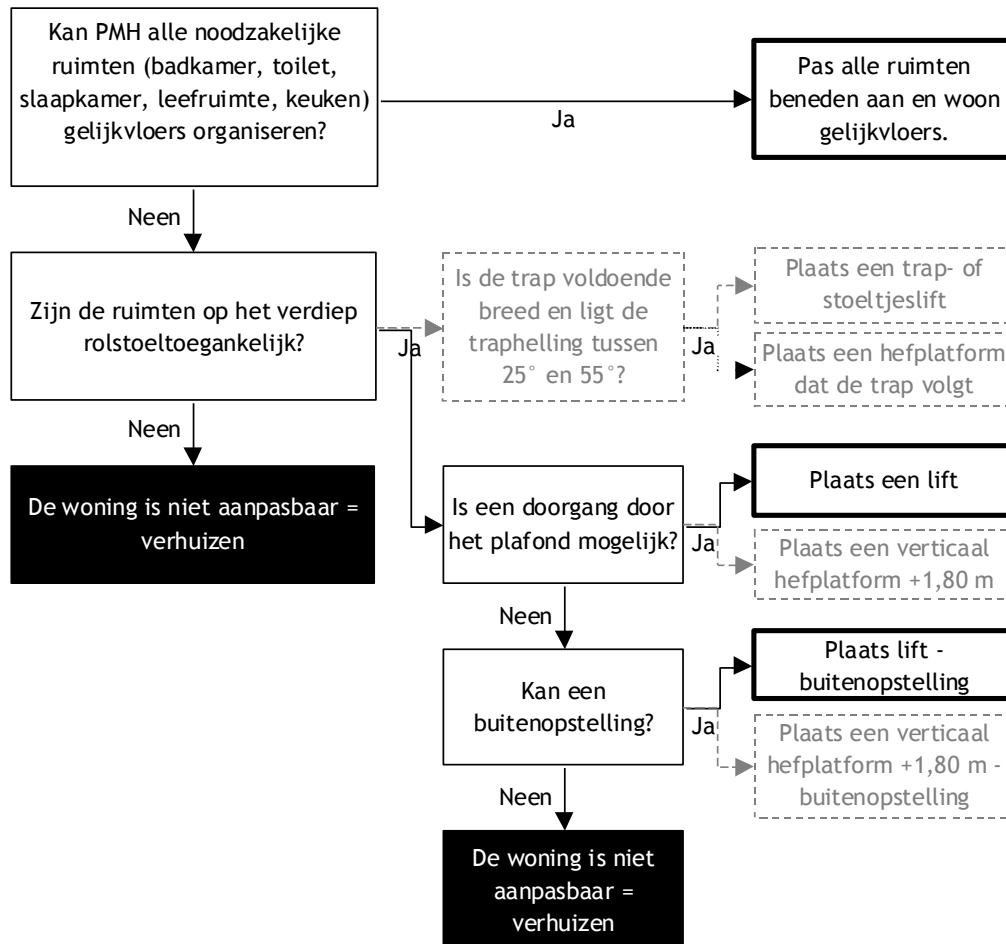 Kan PMH alle noodzakelijke
ruimten (badkamer, toilet,
slaapkamer, leefruimte, keuken)
gelijkvloers organiseren?
Ja
Pas alle ruimten
beneden aan en woon
gelijkvloers.
Neen
Zijn de ruimten op het verdiep
rolstoeltoegankelijk?
Ja
Is de trap voldoende
breed en ligt de
traphelling tussen
25° en 55°?
Ja
Plaats een trap- of
stoeltjeslift
Plaats een hefplatform
dat de trap volgt
Neen
De woning is niet aanpasbaar =
verhuizen
Is een doorgang door
het plafond mogelijk?
Ja
Plaats een lift
Plaats een verticaal
hefplatform +1,80 m
Neen
Kan een
buitenopstelling?
Ja
Plaats lift -
buitenopstelling
Plaats een verticaal
hefplatform +1,80 m -
buitenopstelling
Neen
De woning is niet
aanpasbaar =
verhuizen